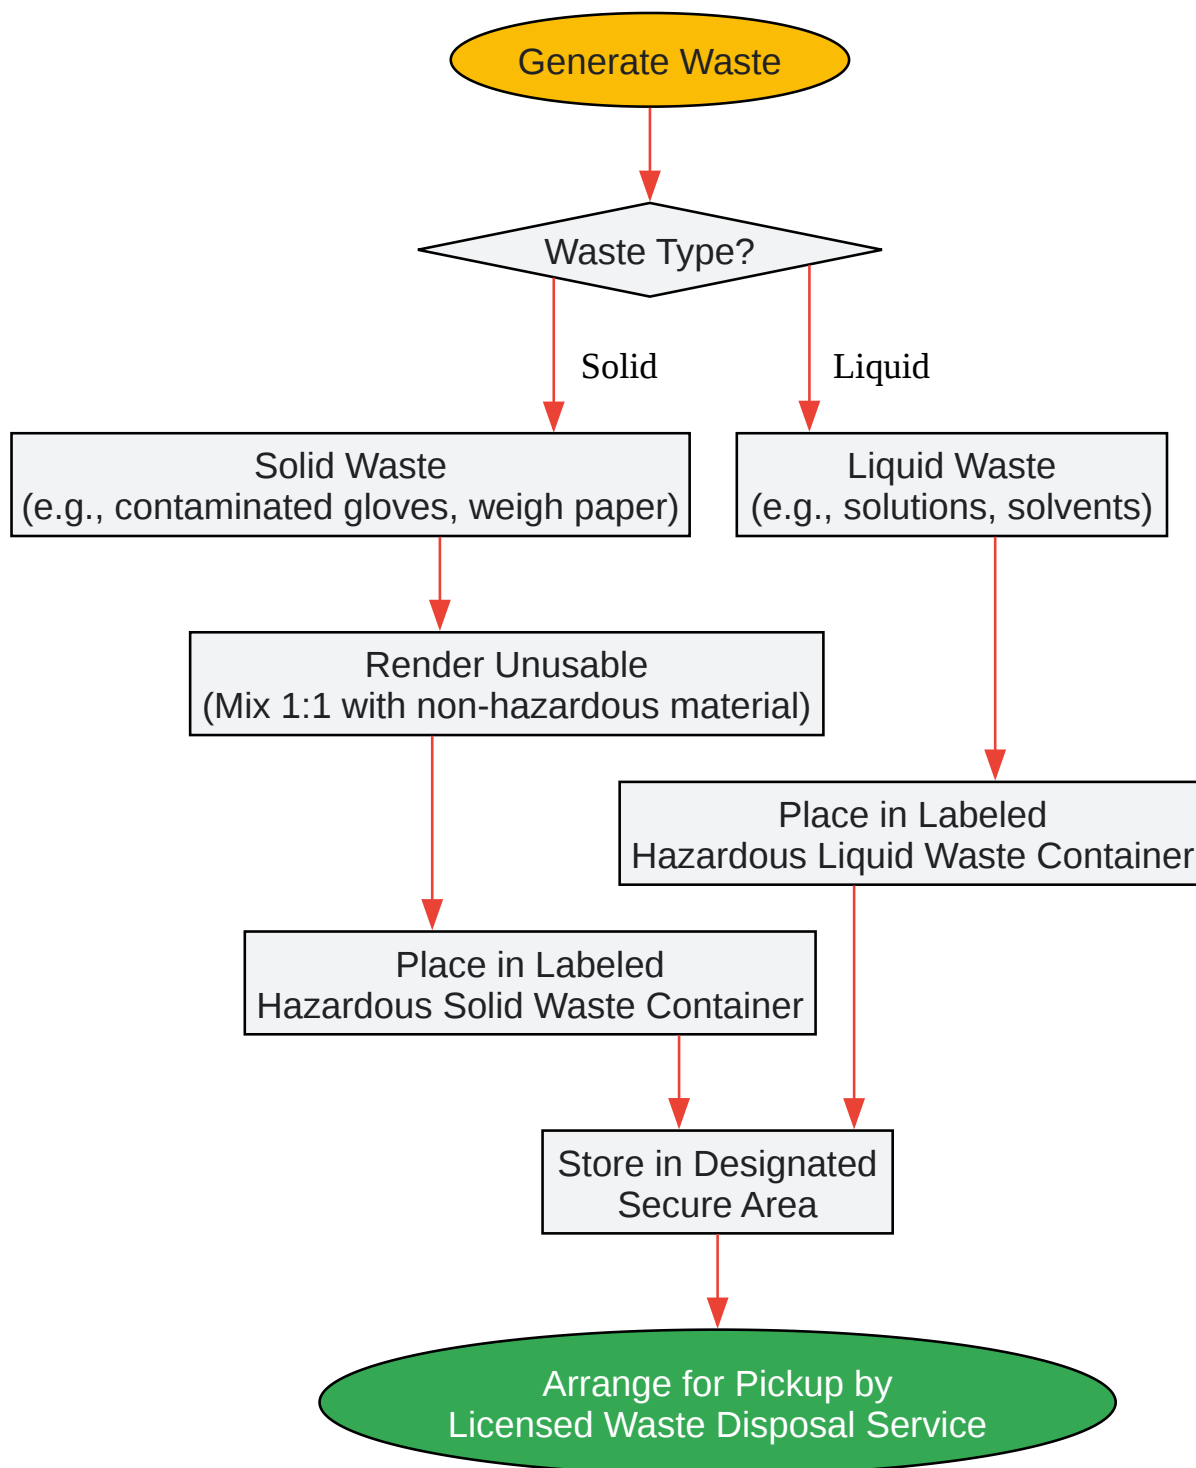 Generate Waste
Waste Type?
Solid
Liquid
Solid Waste
(e.g., contaminated gloves, weigh paper)
Liquid Waste
(e.g., solutions, solvents)
Render Unusable
(Mix 1:1 with non-hazardous material)
Place in Labeled
Hazardous Liquid Waste Container
Place in Labeled
Hazardous Solid Waste Container
Store in Designated
Secure Area
Arrange for Pickup by
Licensed Waste Disposal Service